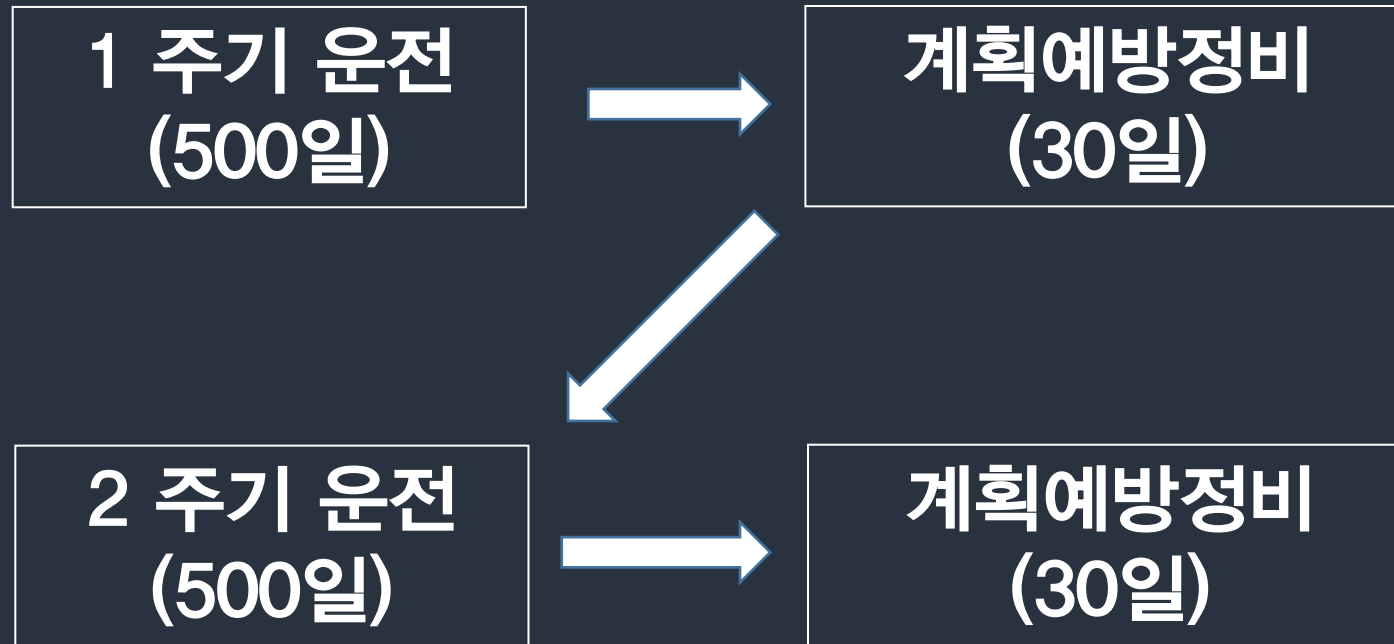 1 주기 운전
(500일)
계획예방정비
(30일)
2 주기 운전
(500일)
계획예방정비
(30일)